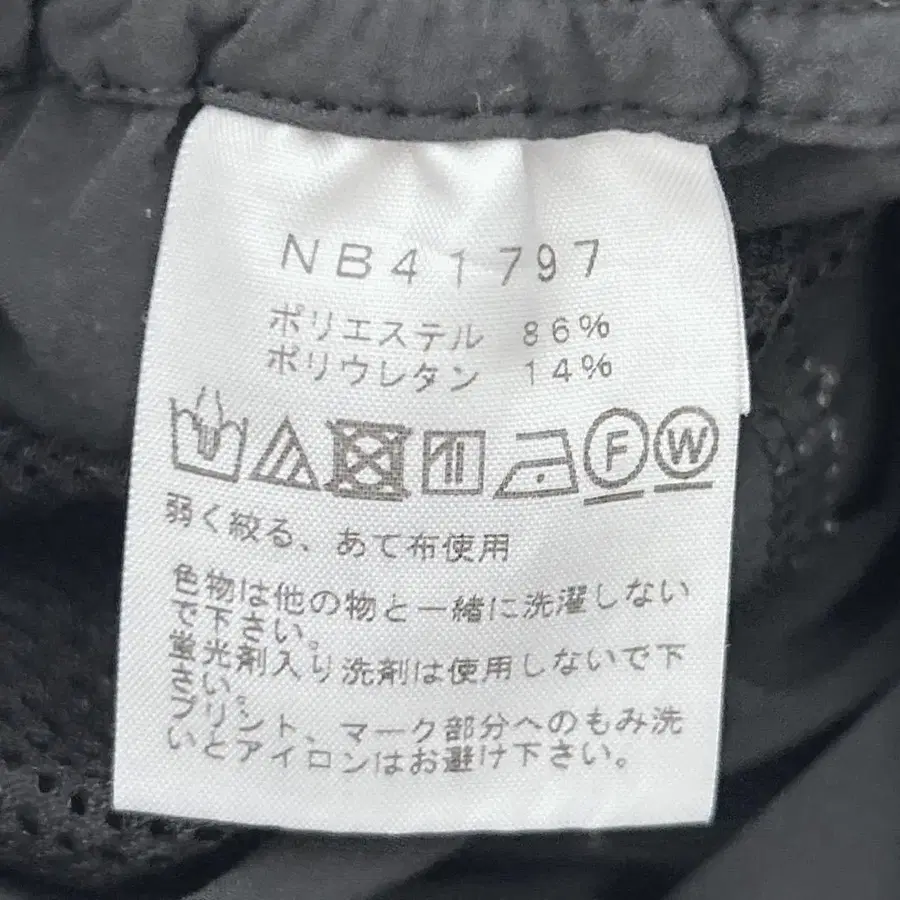 NB41797
ポリエステル 86%
ポリウレタン 14%
F W
弱く絞る、あて布使用
色物は他の物と一緒に洗濯しない
で下さい。
蛍光剤入り洗剤は使用しないで下
さい。
プリント、マーク部分へのもみ洗
いとアイロンはお避け下さい。